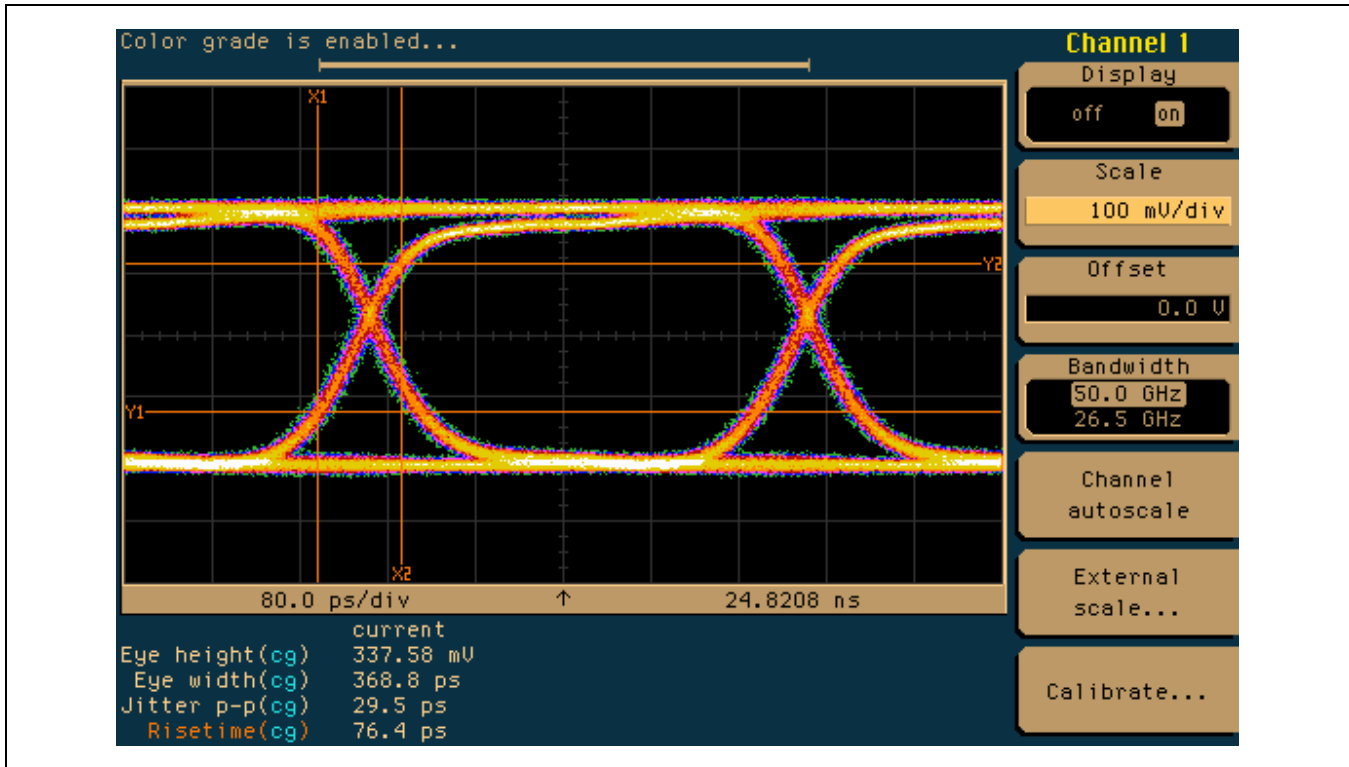 Color grade is enabled...
Channel 1
Display
off on
Scale
100 mV/div
Offset
0.0 V
Bandwidth
50.0 GHz
26.5 GHz
Channel
autoscale
External
scale...
Calibrate...
X1
Y2
Y1
X2
80.0 ps/div ↑ 24.8208 ns
current
Eye height(cg) 337.58 mV
Eye width(cg) 368.8 ps
Jitter p-p(cg) 29.5 ps
Risetime(cg) 76.4 ps